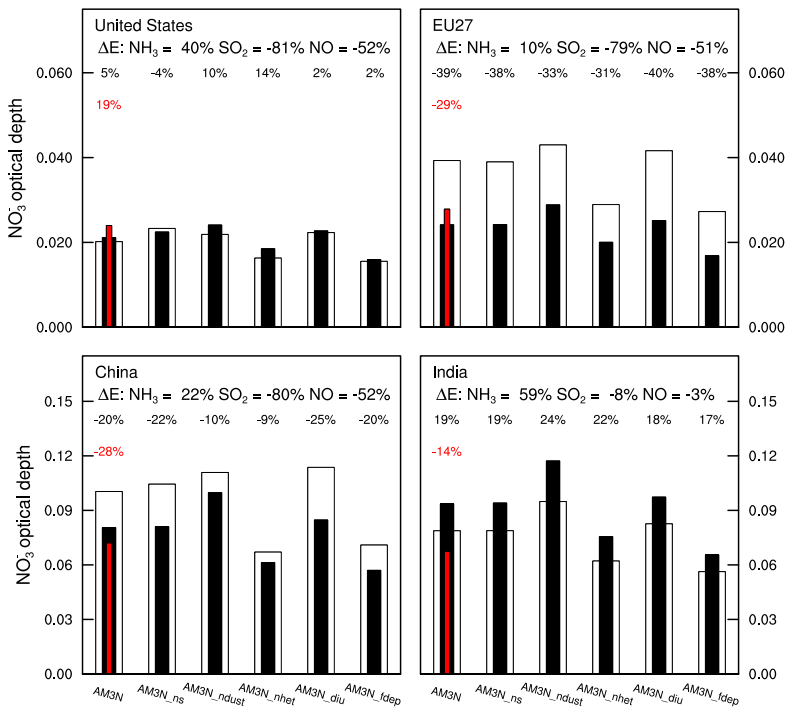 United States
ΔE: NH₃ = 40% SO₂ = -81% NO = -52%
5% -4% 10% 14% 2% 2%
19%
EU27
ΔE: NH₃ = 10% SO₂ = -79% NO = -51%
-39% -38% -33% -31% -40% -38%
-29%
0.060
0.040
0.020
0.000
NO₃⁻ optical depth
0.060
0.040
0.020
0.000
China
ΔE: NH₃ = 22% SO₂ = -80% NO = -52%
-20% -22% -10% -9% -25% -20%
-28%
India
ΔE: NH₃ = 59% SO₂ = -8% NO = -3%
19% 19% 24% 22% 18% 17%
-14%
0.15
0.12
0.09
0.06
0.03
0.00
NO₃⁻ optical depth
0.15
0.12
0.09
0.06
0.03
0.00
AM3N AM3N_ns AM3N_ndust AM3N_nhet AM3N_diu AM3N_fdep
AM3N AM3N_ns AM3N_ndust AM3N_nhet AM3N_diu AM3N_fdep